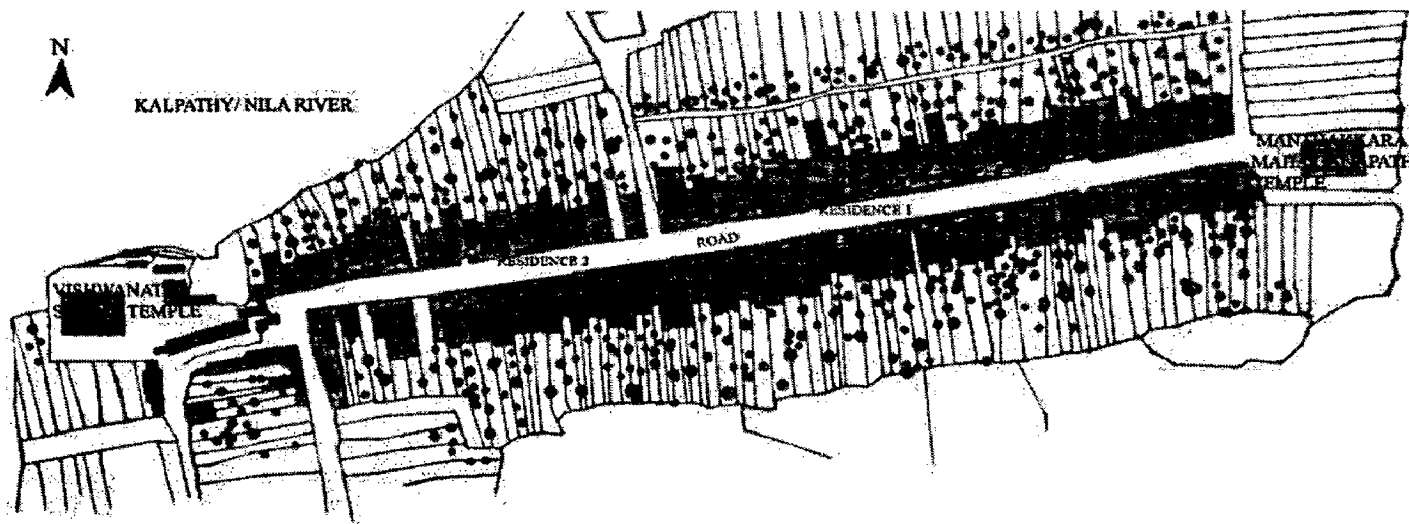 N
KALPATHY/ NILA RIVER
RESIDENCE 1
ROAD
RESIDENCE 2
TEMPLE
TEMPLE